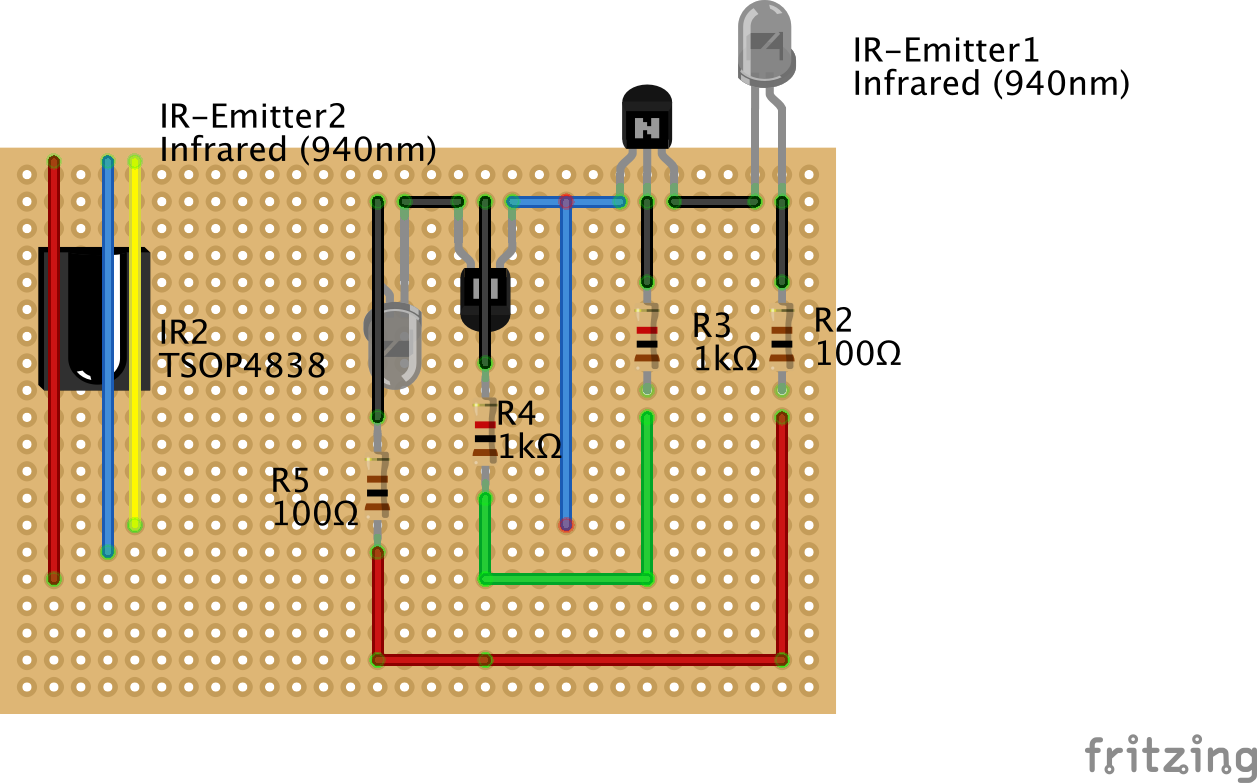 IR-Emitter1
Infrared (940nm)
IR-Emitter2
Infrared (940nm)
N
IR2
TSOP4838
R3
1kΩ
R2
100Ω
R4
1kΩ
R5
100Ω
fritzing